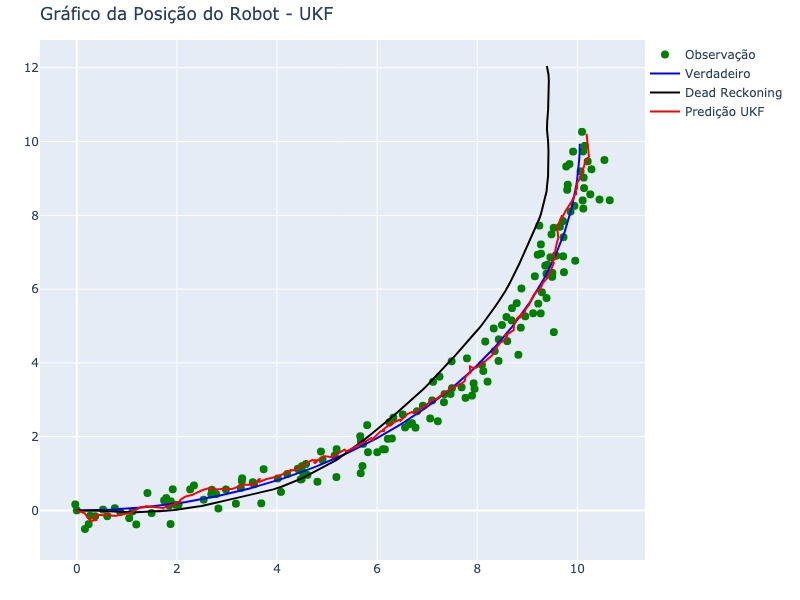 Gráfico da Posição do Robot - UKF
Observação
Verdadeiro
Dead Reckoning
Predição UKF
12
10
8
6
4
2
0
0 2 4 6 8 10